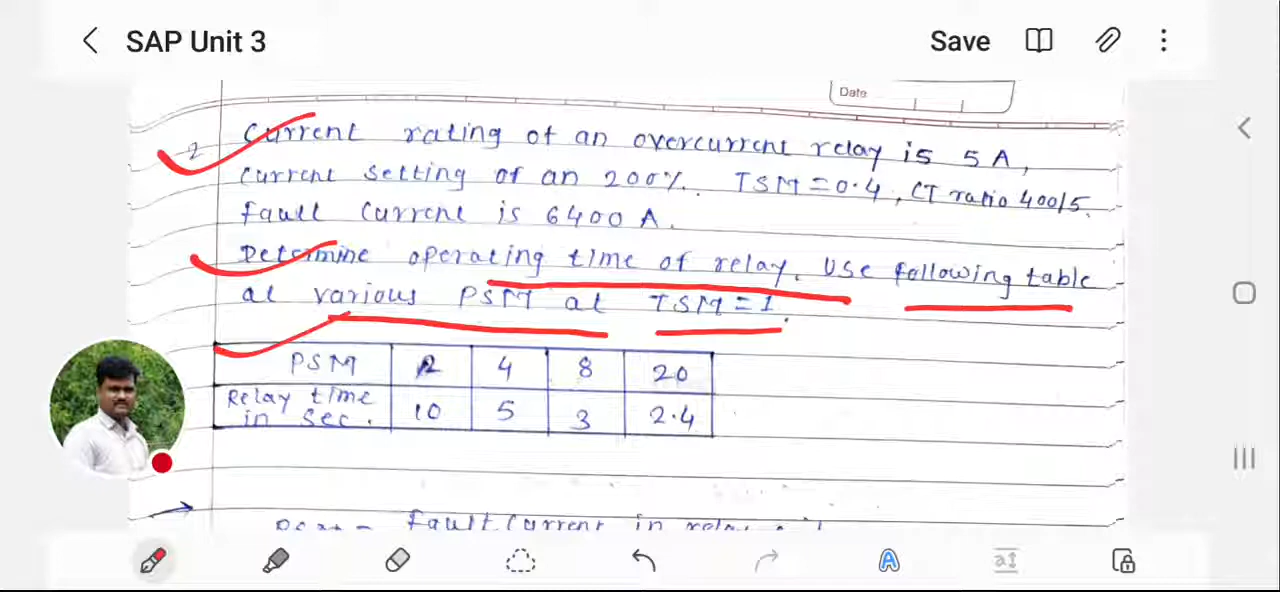 SAP Unit 3
Save
Date
2 Current rating of an overcurrent relay is 5 A,
current setting of an 200%. TSM = 0.4, CT ratio 400/5.
fault current is 6400 A.
Determine operating time of relay. Use following table
at various PSM at TSM = 1.
PSM 2 4 8 20
Relay time in sec. 10 5 3 2.4
fault current in relay